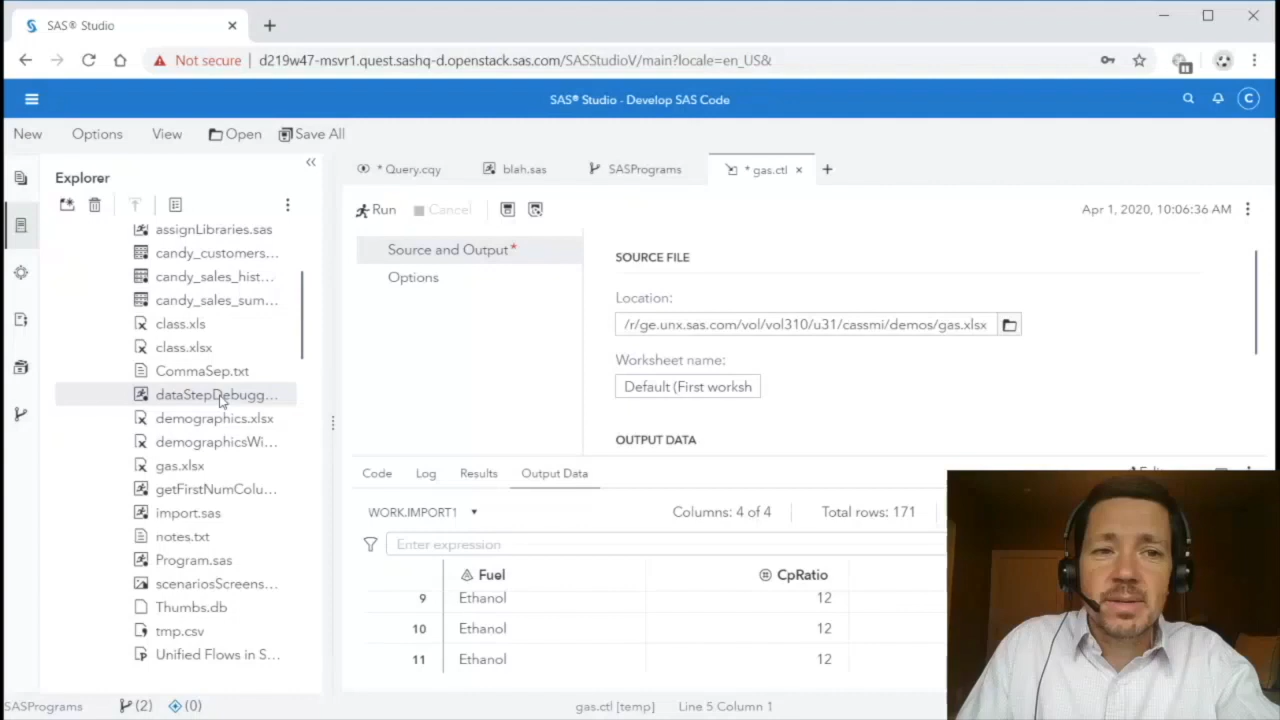 SAS® Studio
Not secure d219w47-msvr1.quest.sashq-d.openstack.sas.com/SASStudioV/main?locale=en_US&
SAS® Studio - Develop SAS Code
C
New Options View Open Save All
Explorer
assignLibraries.sas
candy_customers...
candy_sales_hist...
candy_sales_sum...
class.xls
class.xlsx
CommaSep.txt
dataStepDebugg...
demographics.xlsx
demographicsWi...
gas.xlsx
getFirstNumColu...
import.sas
notes.txt
Program.sas
scenariosScreens...
Thumbs.db
tmp.csv
Unified Flows in S...
* Query.cqy blah.sas SASPrograms * gas.ctl
Run Cancel Apr 1, 2020, 10:06:36 AM
Source and Output*
Options
SOURCE FILE
Location:
/r/ge.unx.sas.com/vol/vol310/u31/cassmi/demos/gas.xlsx
Worksheet name:
Default (First worksh
OUTPUT DATA
Code Log Results Output Data
WORK.IMPORT1 Columns: 4 of 4 Total rows: 171
Enter expression
Fuel CpRatio
9 Ethanol 12
10 Ethanol 12
11 Ethanol 12
SASPrograms (2) (0) gas.ctl [temp] Line 5 Column 1